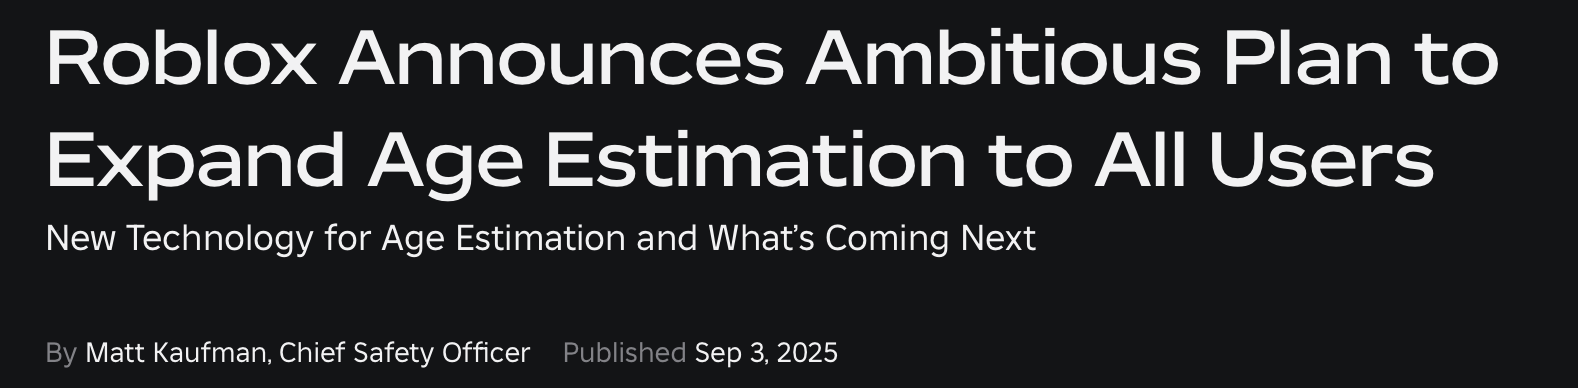 Roblox Announces Ambitious Plan to
Expand Age Estimation to All Users
New Technology for Age Estimation and What’s Coming Next
By Matt Kaufman, Chief Safety Officer Published Sep 3, 2025